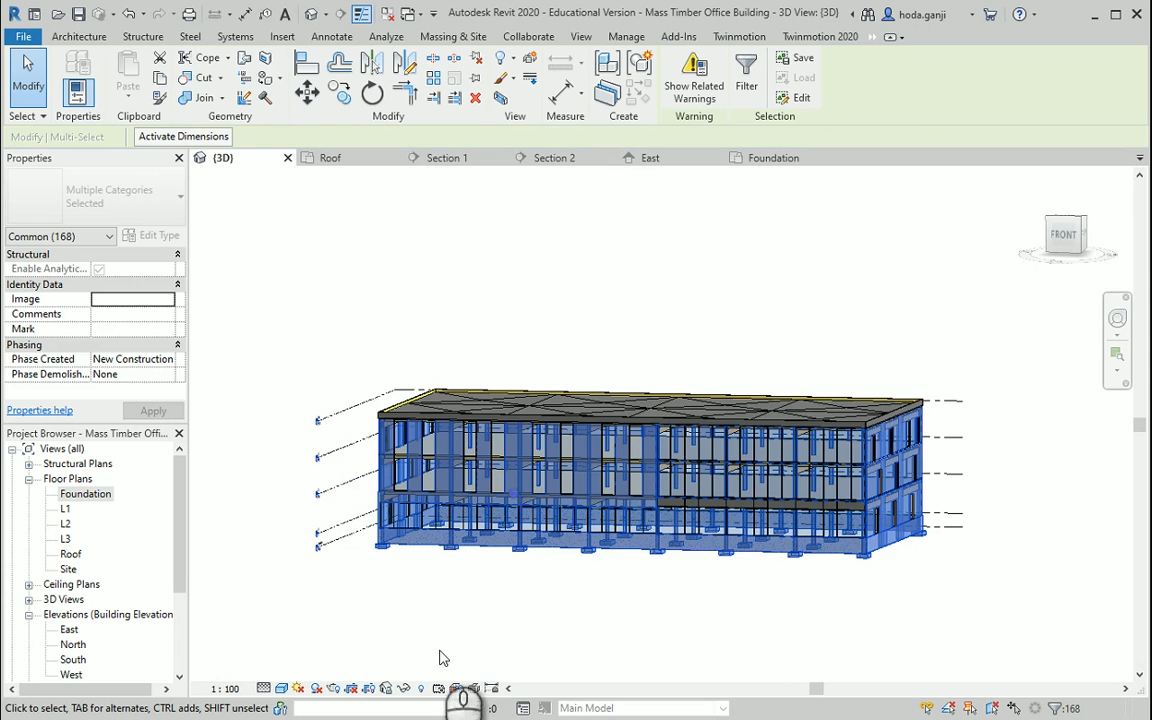 Autodesk Revit 2020 - Educational Version - Mass Timber Office Building - 3D View: {3D}
hoda.ganji
File Architecture Structure Steel Systems Insert Annotate Analyze Massing & Site Collaborate View Manage Add-Ins Twinmotion Twinmotion 2020
Modify
Select
Properties
Paste
Clipboard
Cope
Cut
Join
Geometry
Modify
View
Measure
Create
Show Related
Warnings
Warning
Filter
Save
Load
Edit
Selection
Modify | Multi-Select
Activate Dimensions
Properties
{3D}
Roof
Section 1
Section 2
East
Foundation
Multiple Categories
Selected
Common (168)
Edit Type
Structural
Enable Analytic...
Identity Data
Image
Comments
Mark
Phasing
Phase Created New Construction
Phase Demolish... None
Properties help
Apply
FRONT
Project Browser - Mass Timber Offi...
Views (all)
Structural Plans
Floor Plans
Foundation
L1
L2
L3
Roof
Site
Ceiling Plans
3D Views
Elevations (Building Elevation
East
North
South
West
1 : 100
Click to select, TAB for alternates, CTRL adds, SHIFT unselect
:0
Main Model
:168